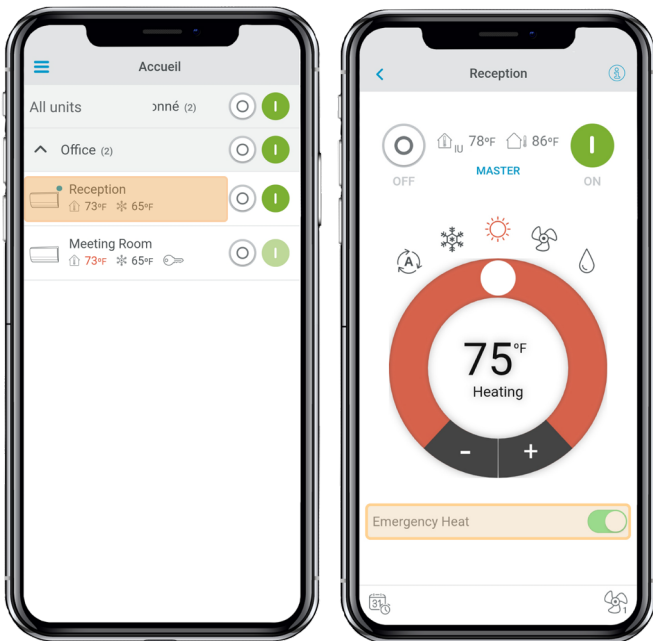 Accueil
All units onné (2)
Office (2)
Reception
73°F 65°F
Meeting Room
73°F 65°F
Reception
IU 78°F 86°F
MASTER
OFF
ON
A
75°F
Heating
- +
Emergency Heat
31
1